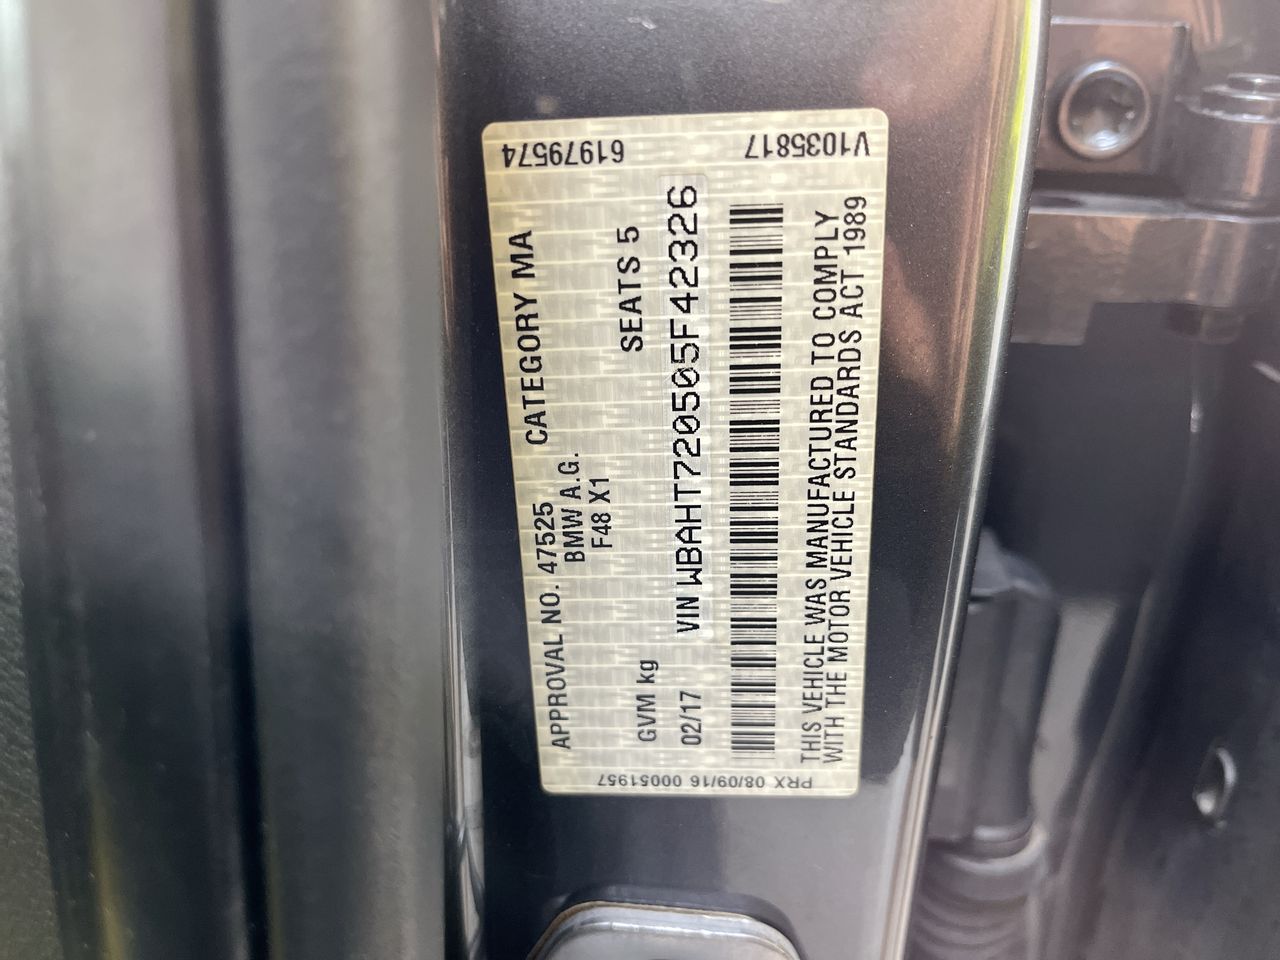 APPROVAL NO. 47525 CATEGORY MA
BMW A.G.
F48 X1
GVM kg SEATS 5
02/17 VIN WBAHT720505F42326
THIS VEHICLE WAS MANUFACTURED TO COMPLY
WITH THE MOTOR VEHICLE STANDARDS ACT 1989
61979574
V1035817
PRX 08/09/16 00051957